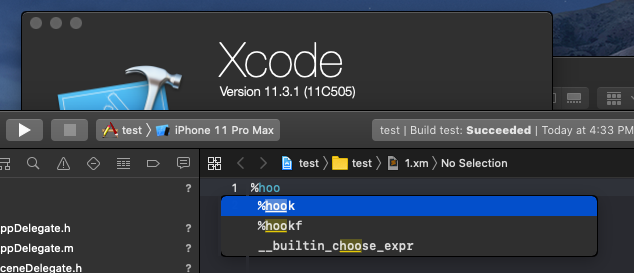 Xcode
Version 11.3.1 (11C505)
test 〉 iPhone 11 Pro Max
test | Build test: Succeeded | Today at 4:33 PM
test 〉 test 〉 1.xm 〉 No Selection
?
1 %hoo
%hook
%hookf
__builtin_choose_expr
ppDelegate.h ?
ppDelegate.m ?
ceneDelegate.h ?